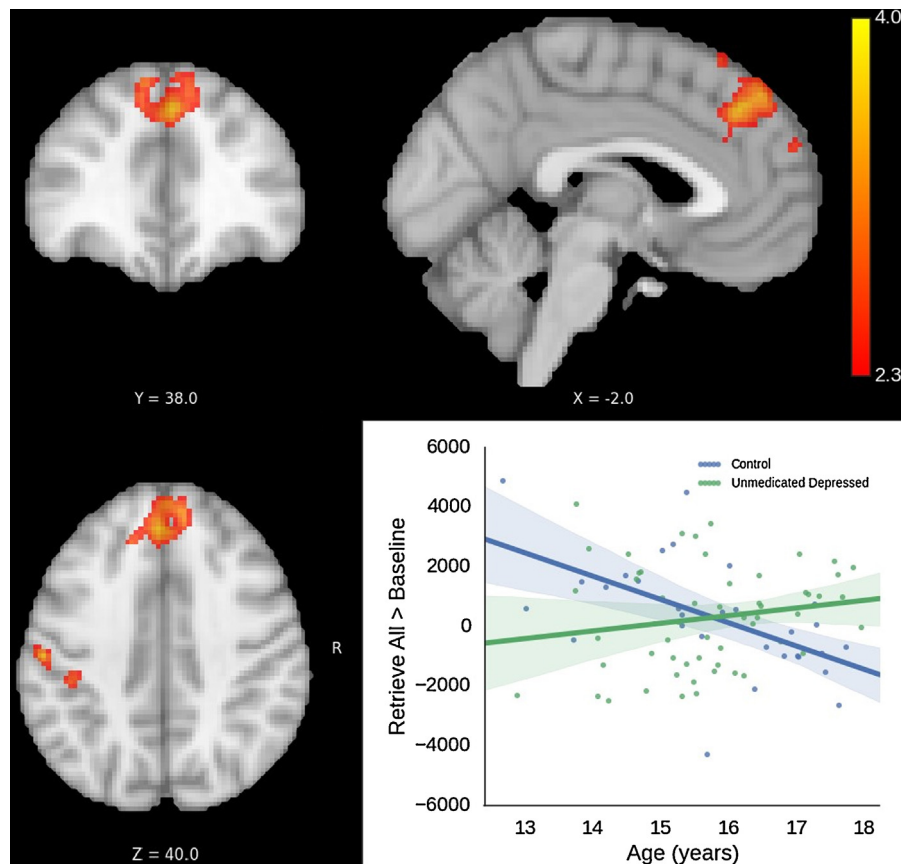 4.0
2.3
Y = 38.0
X = -2.0
R
Z = 40.0
Retrieve All > Baseline
6000
4000
2000
0
−2000
−4000
−6000
Control
Unmedicated Depressed
13 14 15 16 17 18
Age (years)